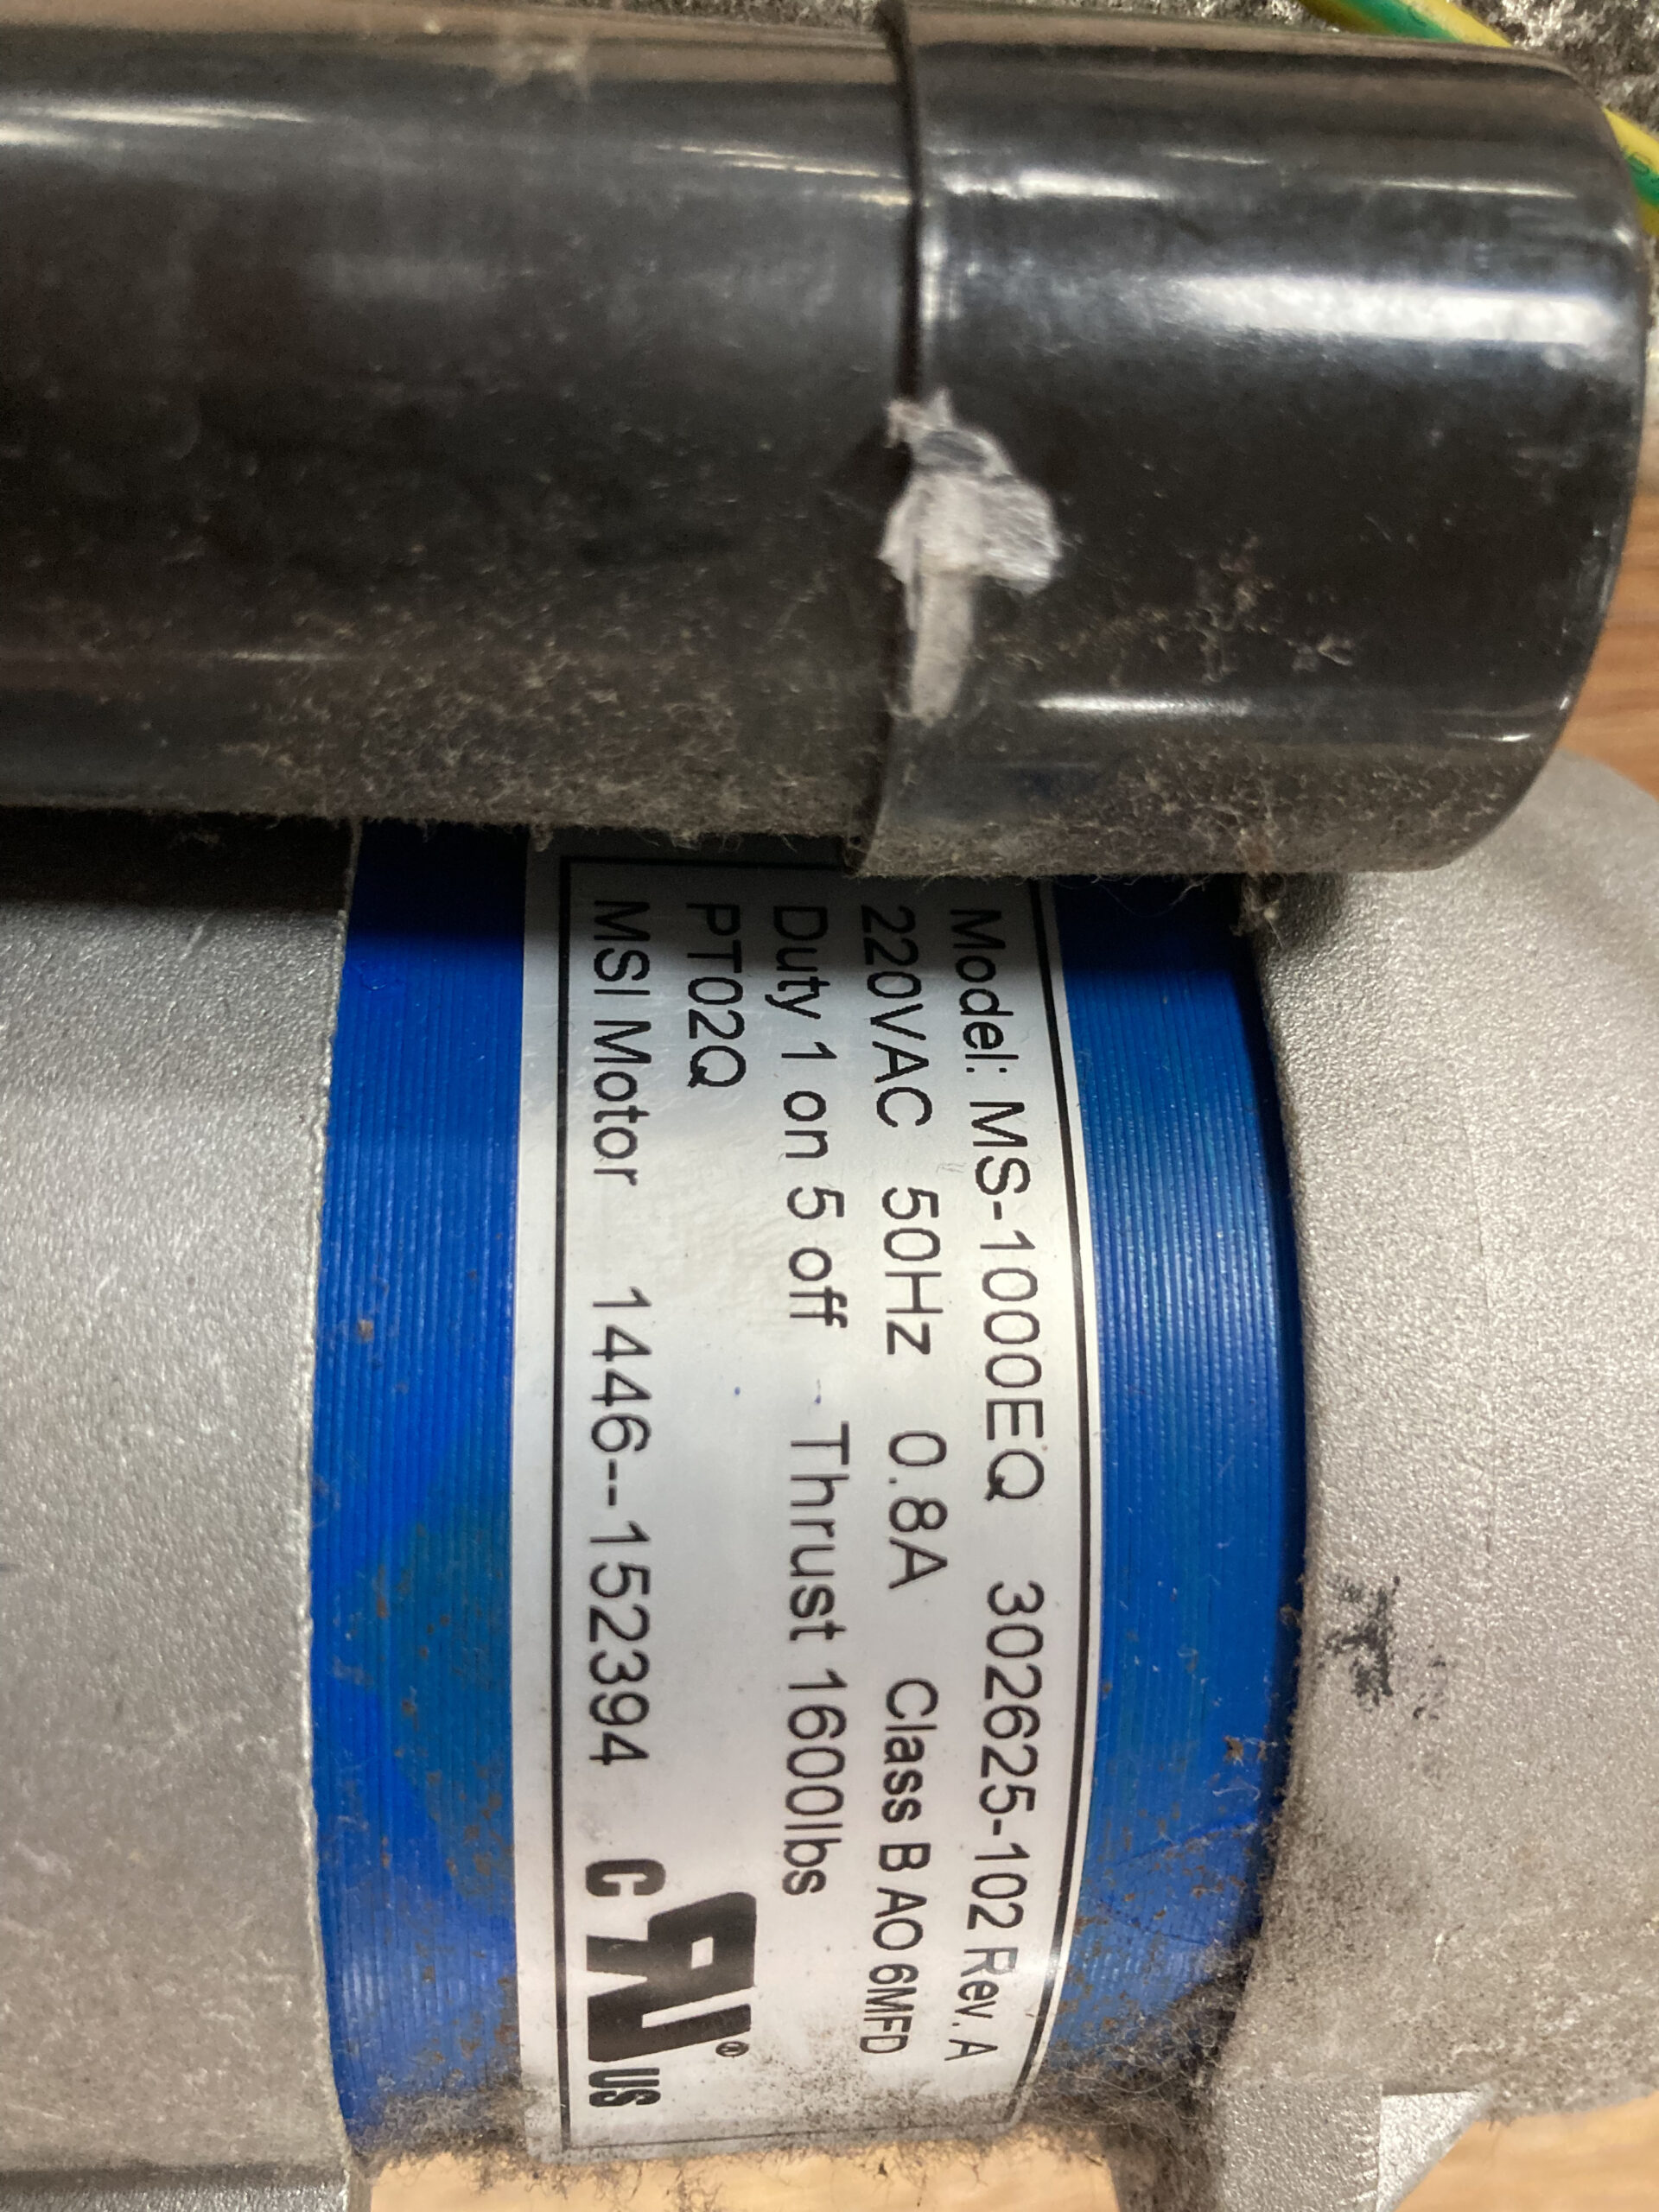 Model: MS-1000EQ 302625-102 Rev. A
220VAC 50Hz 0.8A Class B AO 6MFD
Duty 1 on 5 off Thrust 1600lbs
PT02Q
MSI Motor 1446--152394 C RU® US